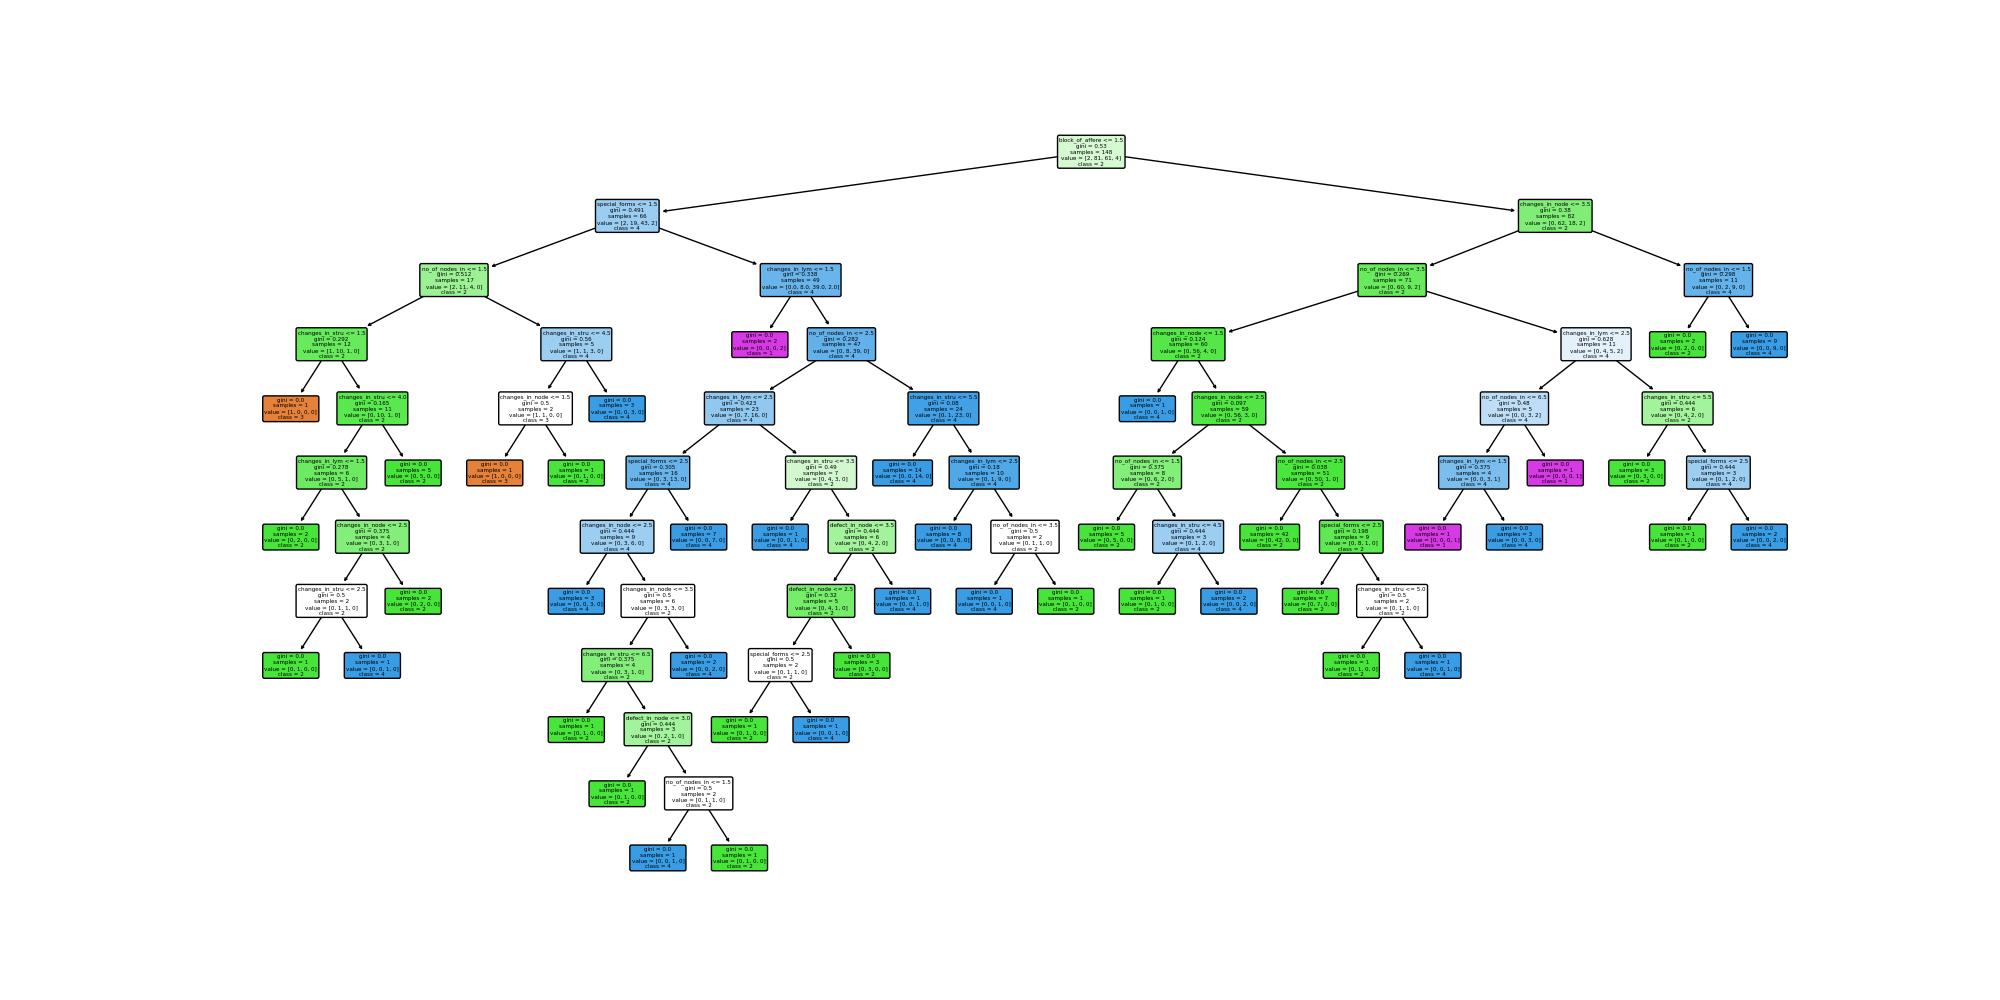 block_of_affere <= 1.5
gini = 0.53
samples = 148
value = [2, 81, 61, 4]
class = 2
special_forms <= 1.5
gini = 0.491
samples = 66
value = [2, 19, 43, 2]
class = 4
changes_in_node <= 3.5
gini = 0.38
samples = 82
value = [0, 62, 18, 2]
class = 2
no_of_nodes_in <= 1.5
gini = 0.512
samples = 17
value = [2, 11, 4, 0]
class = 2
changes_in_lym <= 1.5
gini = 0.338
samples = 49
value = [0.0, 8.0, 39.0, 2.0]
class = 4
no_of_nodes_in <= 3.5
gini = 0.269
samples = 71
value = [0, 60, 9, 2]
class = 2
no_of_nodes_in <= 1.5
gini = 0.298
samples = 11
value = [0, 2, 9, 0]
class = 4
changes_in_stru <= 1.5
gini = 0.292
samples = 12
value = [1, 10, 1, 0]
class = 2
changes_in_stru <= 4.5
gini = 0.56
samples = 5
value = [1, 1, 3, 0]
class = 4
gini = 0.0
samples = 2
value = [0, 0, 0, 2]
class = 1
no_of_nodes_in <= 2.5
gini = 0.282
samples = 47
value = [0, 8, 39, 0]
class = 4
changes_in_node <= 1.5
gini = 0.124
samples = 60
value = [0, 56, 4, 0]
class = 2
changes_in_lym <= 2.5
gini = 0.628
samples = 11
value = [0, 4, 5, 2]
class = 4
gini = 0.0
samples = 2
value = [0, 2, 0, 0]
class = 2
gini = 0.0
samples = 9
value = [0, 0, 9, 0]
class = 4
gini = 0.0
samples = 1
value = [1, 0, 0, 0]
class = 3
changes_in_stru <= 4.0
gini = 0.165
samples = 11
value = [0, 10, 1, 0]
class = 2
changes_in_node <= 1.5
gini = 0.5
samples = 2
value = [1, 1, 0, 0]
class = 3
gini = 0.0
samples = 3
value = [0, 0, 3, 0]
class = 4
changes_in_lym <= 2.5
gini = 0.423
samples = 23
value = [0, 7, 16, 0]
class = 4
changes_in_stru <= 5.5
gini = 0.08
samples = 24
value = [0, 1, 23, 0]
class = 4
gini = 0.0
samples = 1
value = [0, 0, 1, 0]
class = 4
changes_in_node <= 2.5
gini = 0.097
samples = 59
value = [0, 56, 3, 0]
class = 2
no_of_nodes_in <= 6.5
gini = 0.48
samples = 5
value = [0, 0, 3, 2]
class = 4
changes_in_stru <= 5.5
gini = 0.444
samples = 6
value = [0, 4, 2, 0]
class = 2
changes_in_lym <= 1.5
gini = 0.278
samples = 6
value = [0, 5, 1, 0]
class = 2
gini = 0.0
samples = 5
value = [0, 5, 0, 0]
class = 2
gini = 0.0
samples = 1
value = [1, 0, 0, 0]
class = 3
gini = 0.0
samples = 1
value = [0, 1, 0, 0]
class = 2
special_forms <= 2.5
gini = 0.305
samples = 16
value = [0, 3, 13, 0]
class = 4
changes_in_stru <= 3.5
gini = 0.49
samples = 7
value = [0, 4, 3, 0]
class = 2
gini = 0.0
samples = 14
value = [0, 0, 14, 0]
class = 4
changes_in_lym <= 2.5
gini = 0.18
samples = 10
value = [0, 1, 9, 0]
class = 4
no_of_nodes_in <= 1.5
gini = 0.375
samples = 8
value = [0, 6, 2, 0]
class = 2
no_of_nodes_in <= 2.5
gini = 0.038
samples = 51
value = [0, 50, 1, 0]
class = 2
changes_in_lym <= 1.5
gini = 0.375
samples = 4
value = [0, 0, 3, 1]
class = 4
gini = 0.0
samples = 1
value = [0, 0, 0, 1]
class = 1
gini = 0.0
samples = 3
value = [0, 3, 0, 0]
class = 2
special_forms <= 2.5
gini = 0.444
samples = 3
value = [0, 1, 2, 0]
class = 4
gini = 0.0
samples = 2
value = [0, 2, 0, 0]
class = 2
changes_in_node <= 2.5
gini = 0.375
samples = 4
value = [0, 3, 1, 0]
class = 2
changes_in_node <= 2.5
gini = 0.444
samples = 9
value = [0, 3, 6, 0]
class = 4
gini = 0.0
samples = 7
value = [0, 0, 7, 0]
class = 4
gini = 0.0
samples = 1
value = [0, 0, 1, 0]
class = 4
defect_in_node <= 3.5
gini = 0.444
samples = 6
value = [0, 4, 2, 0]
class = 2
gini = 0.0
samples = 8
value = [0, 0, 8, 0]
class = 4
no_of_nodes_in <= 3.5
gini = 0.5
samples = 2
value = [0, 1, 1, 0]
class = 2
gini = 0.0
samples = 5
value = [0, 5, 0, 0]
class = 2
changes_in_stru <= 4.5
gini = 0.444
samples = 3
value = [0, 1, 2, 0]
class = 4
gini = 0.0
samples = 42
value = [0, 42, 0, 0]
class = 2
special_forms <= 2.5
gini = 0.198
samples = 9
value = [0, 8, 1, 0]
class = 2
gini = 0.0
samples = 1
value = [0, 0, 0, 1]
class = 1
gini = 0.0
samples = 3
value = [0, 0, 3, 0]
class = 4
gini = 0.0
samples = 1
value = [0, 1, 0, 0]
class = 2
gini = 0.0
samples = 2
value = [0, 0, 2, 0]
class = 4
changes_in_stru <= 2.5
gini = 0.5
samples = 2
value = [0, 1, 1, 0]
class = 2
gini = 0.0
samples = 2
value = [0, 2, 0, 0]
class = 2
gini = 0.0
samples = 3
value = [0, 0, 3, 0]
class = 4
changes_in_node <= 3.5
gini = 0.5
samples = 6
value = [0, 3, 3, 0]
class = 2
defect_in_node <= 2.5
gini = 0.32
samples = 5
value = [0, 4, 1, 0]
class = 2
gini = 0.0
samples = 1
value = [0, 0, 1, 0]
class = 4
gini = 0.0
samples = 1
value = [0, 0, 1, 0]
class = 4
gini = 0.0
samples = 1
value = [0, 1, 0, 0]
class = 2
gini = 0.0
samples = 1
value = [0, 1, 0, 0]
class = 2
gini = 0.0
samples = 2
value = [0, 0, 2, 0]
class = 4
gini = 0.0
samples = 7
value = [0, 7, 0, 0]
class = 2
changes_in_stru <= 5.0
gini = 0.5
samples = 2
value = [0, 1, 1, 0]
class = 2
gini = 0.0
samples = 1
value = [0, 1, 0, 0]
class = 2
gini = 0.0
samples = 1
value = [0, 0, 1, 0]
class = 4
changes_in_stru <= 6.5
gini = 0.375
samples = 4
value = [0, 3, 1, 0]
class = 2
gini = 0.0
samples = 2
value = [0, 0, 2, 0]
class = 4
special_forms <= 2.5
gini = 0.5
samples = 2
value = [0, 1, 1, 0]
class = 2
gini = 0.0
samples = 3
value = [0, 3, 0, 0]
class = 2
gini = 0.0
samples = 1
value = [0, 1, 0, 0]
class = 2
gini = 0.0
samples = 1
value = [0, 0, 1, 0]
class = 4
gini = 0.0
samples = 1
value = [0, 1, 0, 0]
class = 2
defect_in_node <= 3.0
gini = 0.444
samples = 3
value = [0, 2, 1, 0]
class = 2
gini = 0.0
samples = 1
value = [0, 1, 0, 0]
class = 2
gini = 0.0
samples = 1
value = [0, 0, 1, 0]
class = 4
gini = 0.0
samples = 1
value = [0, 1, 0, 0]
class = 2
no_of_nodes_in <= 1.5
gini = 0.5
samples = 2
value = [0, 1, 1, 0]
class = 2
gini = 0.0
samples = 1
value = [0, 0, 1, 0]
class = 4
gini = 0.0
samples = 1
value = [0, 1, 0, 0]
class = 2